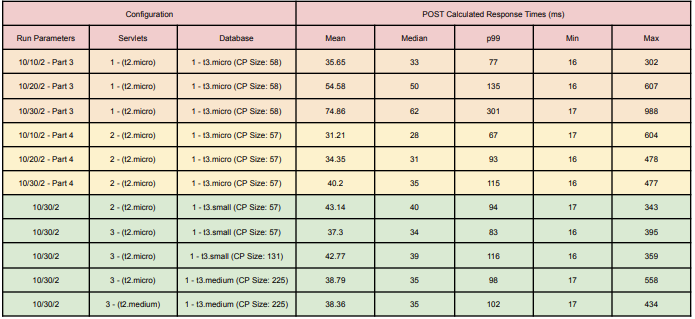 Configuration POST Calculated Response Times (ms)
Run Parameters Servlets Database Mean Median p99 Min Max
10/10/2 - Part 3 1 - (t2.micro) 1 - t3.micro (CP Size: 58) 35.65 33 77 16 302
10/20/2 - Part 3 1 - (t2.micro) 1 - t3.micro (CP Size: 58) 54.58 50 135 16 607
10/30/2 - Part 3 1 - (t2.micro) 1 - t3.micro (CP Size: 58) 74.86 62 301 17 988
10/10/2 - Part 4 2 - (t2.micro) 1 - t3.micro (CP Size: 57) 31.21 28 67 17 604
10/20/2 - Part 4 2 - (t2.micro) 1 - t3.micro (CP Size: 57) 34.35 31 93 16 478
10/30/2 - Part 4 2 - (t2.micro) 1 - t3.micro (CP Size: 57) 40.2 35 115 16 477
10/30/2 2 - (t2.micro) 1 - t3.small (CP Size: 57) 43.14 40 94 17 343
10/30/2 3 - (t2.micro) 1 - t3.small (CP Size: 57) 37.3 34 83 16 395
10/30/2 3 - (t2.micro) 1 - t3.small (CP Size: 131) 42.77 39 116 16 359
10/30/2 3 - (t2.micro) 1 - t3.medium (CP Size: 225) 38.79 35 98 17 558
10/30/2 3 - (t2.medium) 1 - t3.medium (CP Size: 225) 38.36 35 102 17 434